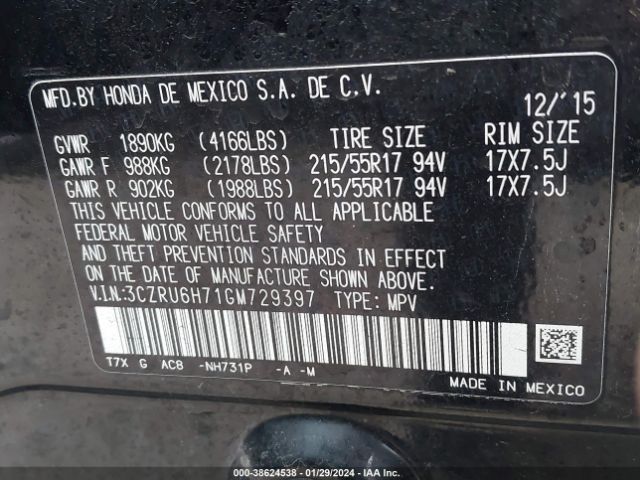 MFD.BY HONDA DE MEXICO S.A. DE C.V.
12/'15
GVWR 1890KG (4166LBS) TIRE SIZE RIM SIZE
GAWR F 988KG (2178LBS) 215/55R17 94V 17X7.5J
GAWR R 902KG (1988LBS) 215/55R17 94V 17X7.5J
THIS VEHICLE CONFORMS TO ALL APPLICABLE
FEDERAL MOTOR VEHICLE SAFETY
AND THEFT PREVENTION STANDARDS IN EFFECT
ON THE DATE OF MANUFACTURE SHOWN ABOVE.
V.I.N:3CZRU6H71GM729397 TYPE: MPV
T7X G AC8 -NH731P -A -M
MADE IN MEXICO
000-38624538 - 01/29/2024 - IAA Inc.